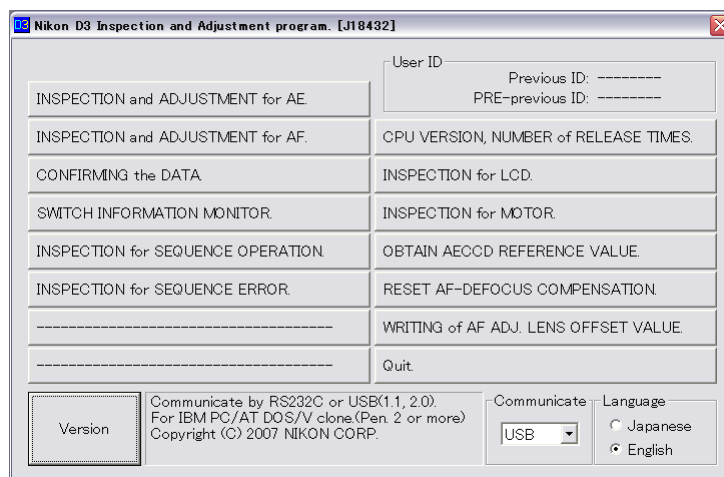 D3 Nikon D3 Inspection and Adjustment program. [J18432]
User ID
Previous ID: --------
PRE-previous ID: --------
INSPECTION and ADJUSTMENT for AE.
INSPECTION and ADJUSTMENT for AF.
CPU VERSION, NUMBER of RELEASE TIMES.
CONFIRMING the DATA.
INSPECTION for LCD.
SWITCH INFORMATION MONITOR.
INSPECTION for MOTOR.
INSPECTION for SEQUENCE OPERATION.
OBTAIN AECCD REFERENCE VALUE.
INSPECTION for SEQUENCE ERROR.
RESET AF-DEFOCUS COMPENSATION.
-------------------------------------
WRITING of AF ADJ. LENS OFFSET VALUE.
-------------------------------------
Quit.
Version
Communicate by RS232C or USB(1.1, 2.0).
For IBM PC/AT DOS/V clone.(Pen. 2 or more)
Copyright (C) 2007 NIKON CORP.
Communicate
USB
Language
Japanese
English